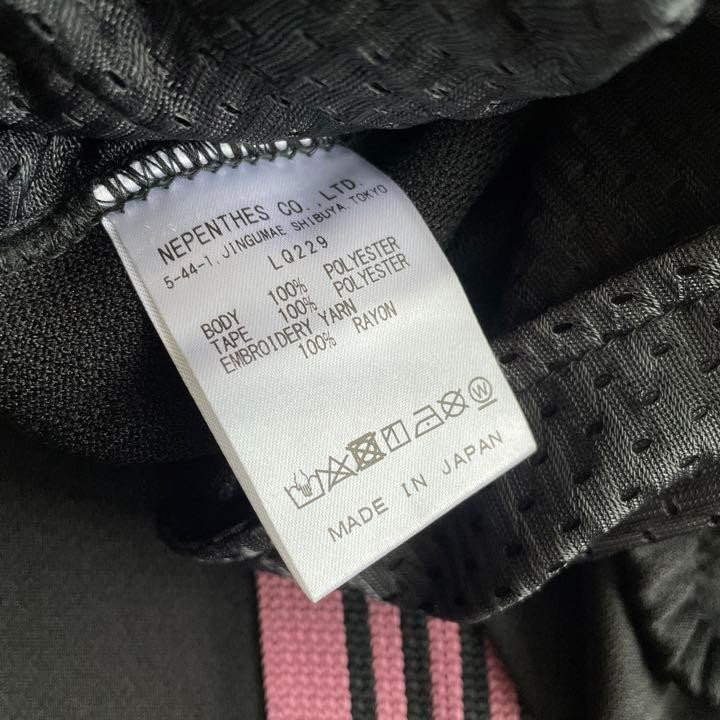 NEPENTHES CO.,LTD.
5-44-1, JINGUMAE SHIBUYA, TOKYO
LQ229
BODY 100% POLYESTER
TAPE 100% POLYESTER
EMBROIDERY YARN
100% RAYON
W
MADE IN JAPAN